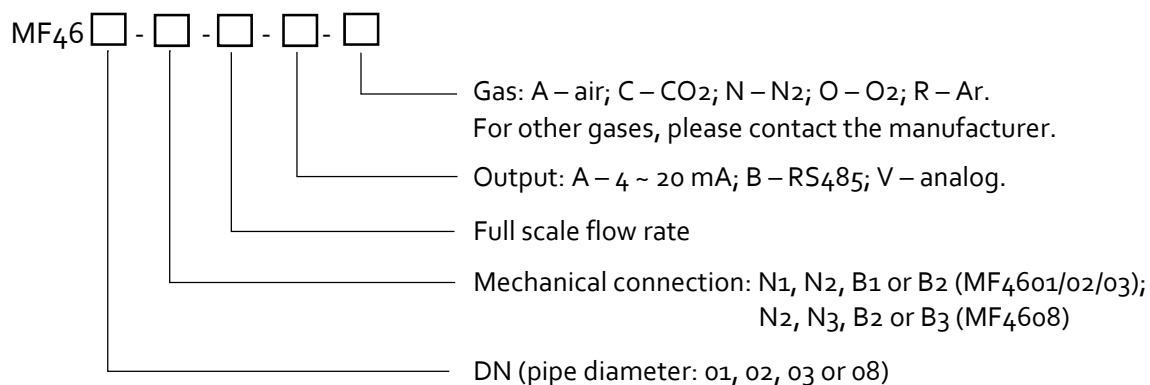 MF46 - - - -
Gas: A – air; C – CO2; N – N2; O – O2; R – Ar.
For other gases, please contact the manufacturer.
Output: A – 4 ~ 20 mA; B – RS485; V – analog.
Full scale flow rate
Mechanical connection: N1, N2, B1 or B2 (MF4601/02/03);
N2, N3, B2 or B3 (MF4608)
DN (pipe diameter: 01, 02, 03 or 08)